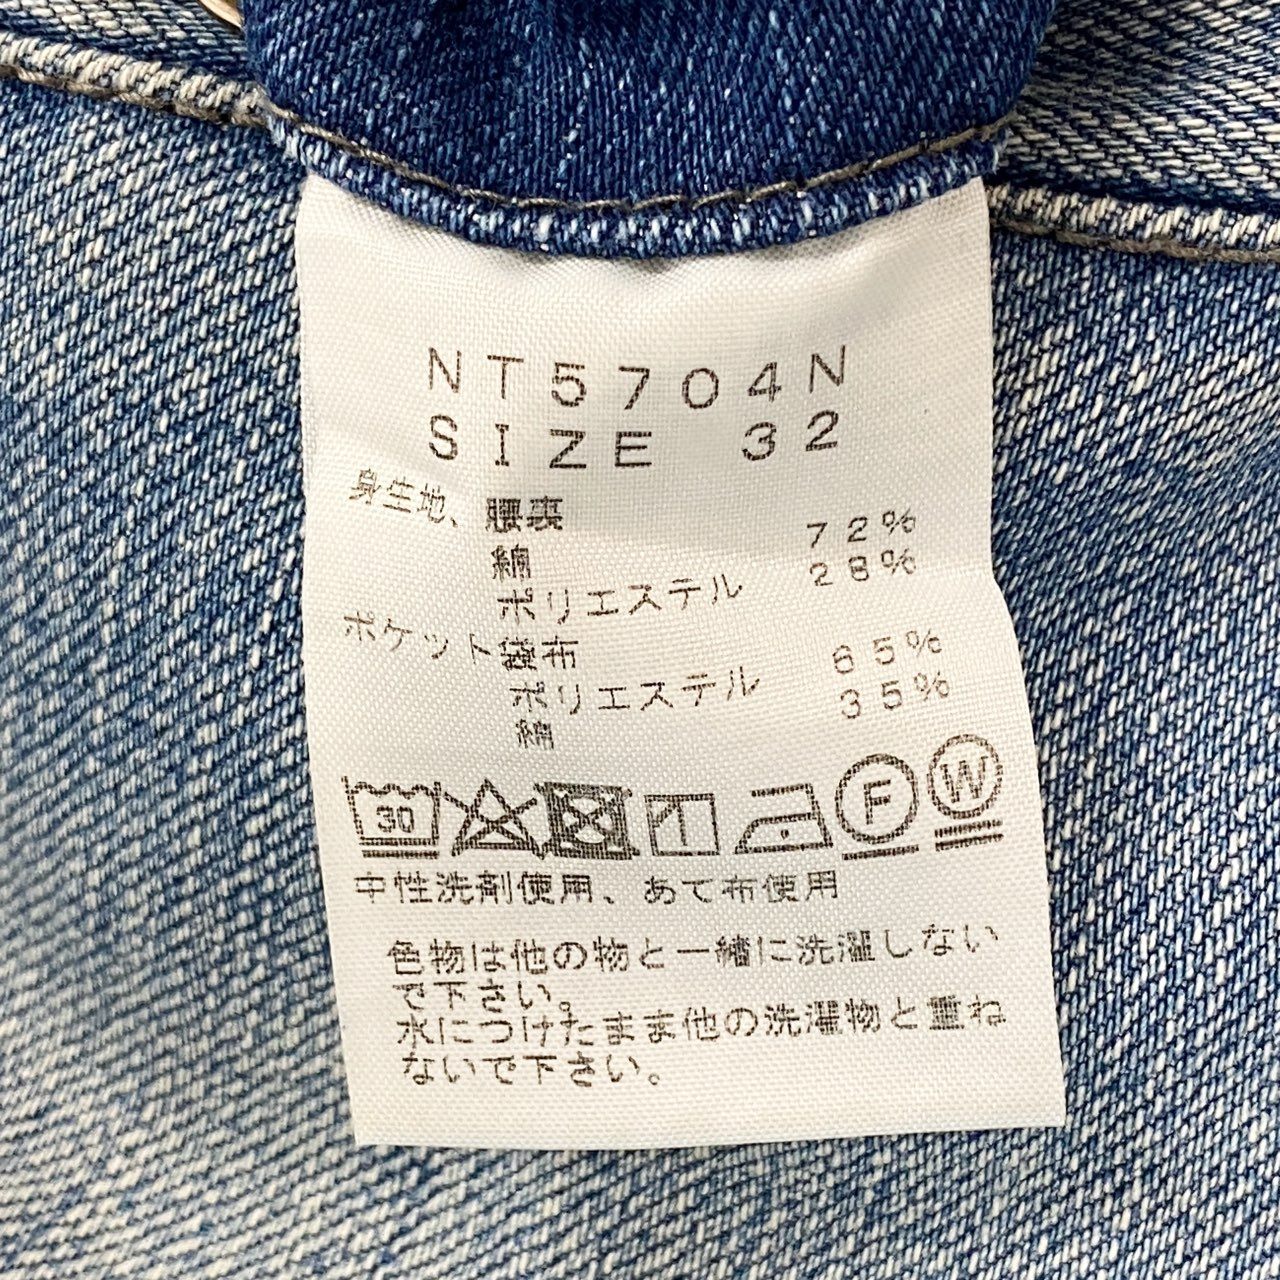 NT5704N
SIZE 32
身生地、腰裏
綿 72%
ポリエステル 28%
ポケット袋布
ポリエステル 65%
綿 35%
30 F W
中性洗剤使用、あて布使用
色物は他の物と一緒に洗濯しない
で下さい。
水につけたまま他の洗濯物と重ね
ないで下さい。